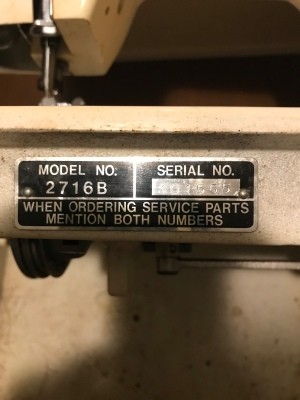 MODEL NO.
SERIAL NO.
2716B
WHEN ORDERING SERVICE PARTS
MENTION BOTH NUMBERS